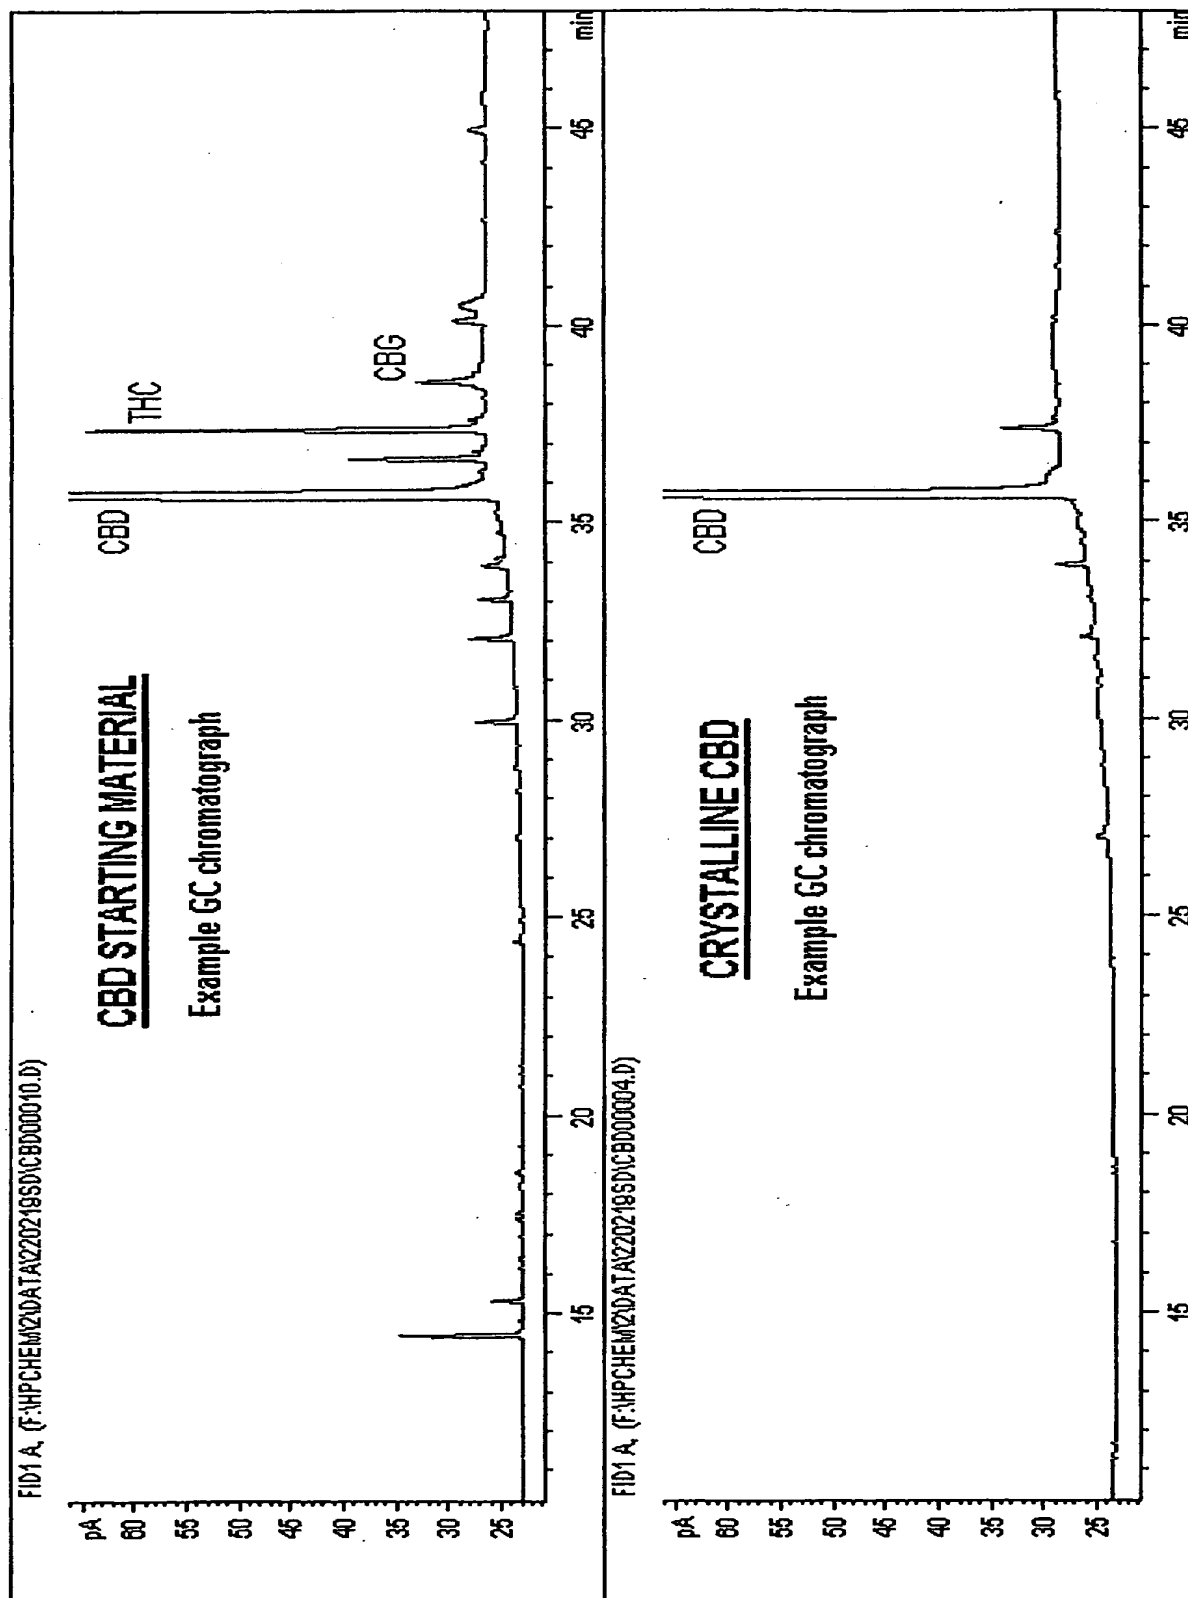 FID1 A, (F:\HPCHEM\2\DATA\220219SD\CBD00010.D)
pA
60
55
50
45
40
35
30
25
CBD STARTING MATERIAL
Example GC chromatograph
CBD
THC
CBG
15
20
25
30
35
40
45
min
FID1 A, (F:\HPCHEM\2\DATA\220219SD\CBD00004.D)
pA
60
55
50
45
40
35
30
25
CRYSTALLINE CBD
Example GC chromatograph
CBD
15
20
25
30
35
40
45
min